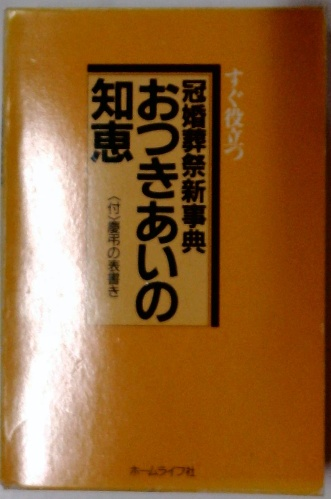 すぐ役立つ
冠婚葬祭新事典
おつきあいの
知恵
〈付〉慶弔の表書き
ホームライフ社